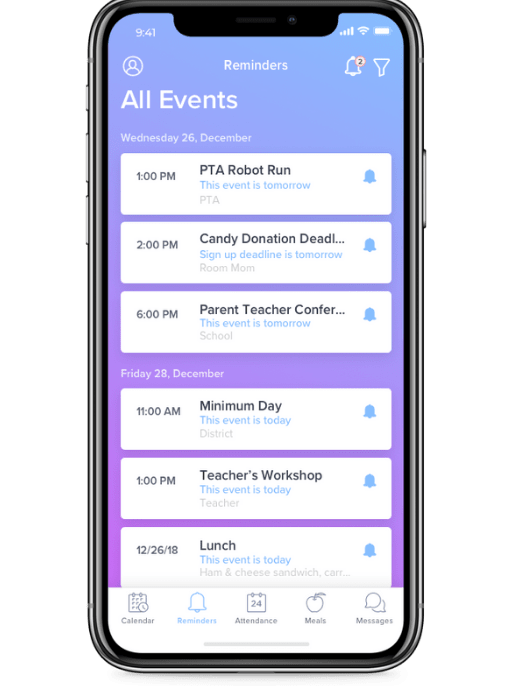 9:41
Reminders
2
All Events
Wednesday 26, December
1:00 PM
PTA Robot Run
This event is tomorrow
PTA
2:00 PM
Candy Donation Deadl...
Sign up deadline is tomorrow
Room Mom
6:00 PM
Parent Teacher Confer...
This event is tomorrow
School
Friday 28, December
11:00 AM
Minimum Day
This event is today
District
1:00 PM
Teacher's Workshop
This event is today
Teacher
12/26/18
Lunch
This event is today
Ham & cheese sandwich, carr...
24
Calendar Reminders Attendance Meals Messages